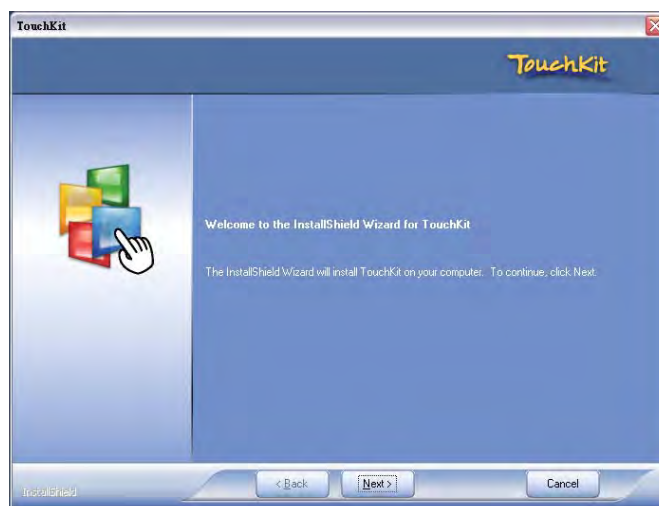 TouchKit
TouchKit
Welcome to the InstallShield Wizard for TouchKit
The InstallShield Wizard will install TouchKit on your computer. To continue, click Next.
InstallShield
< Back
Next >
Cancel